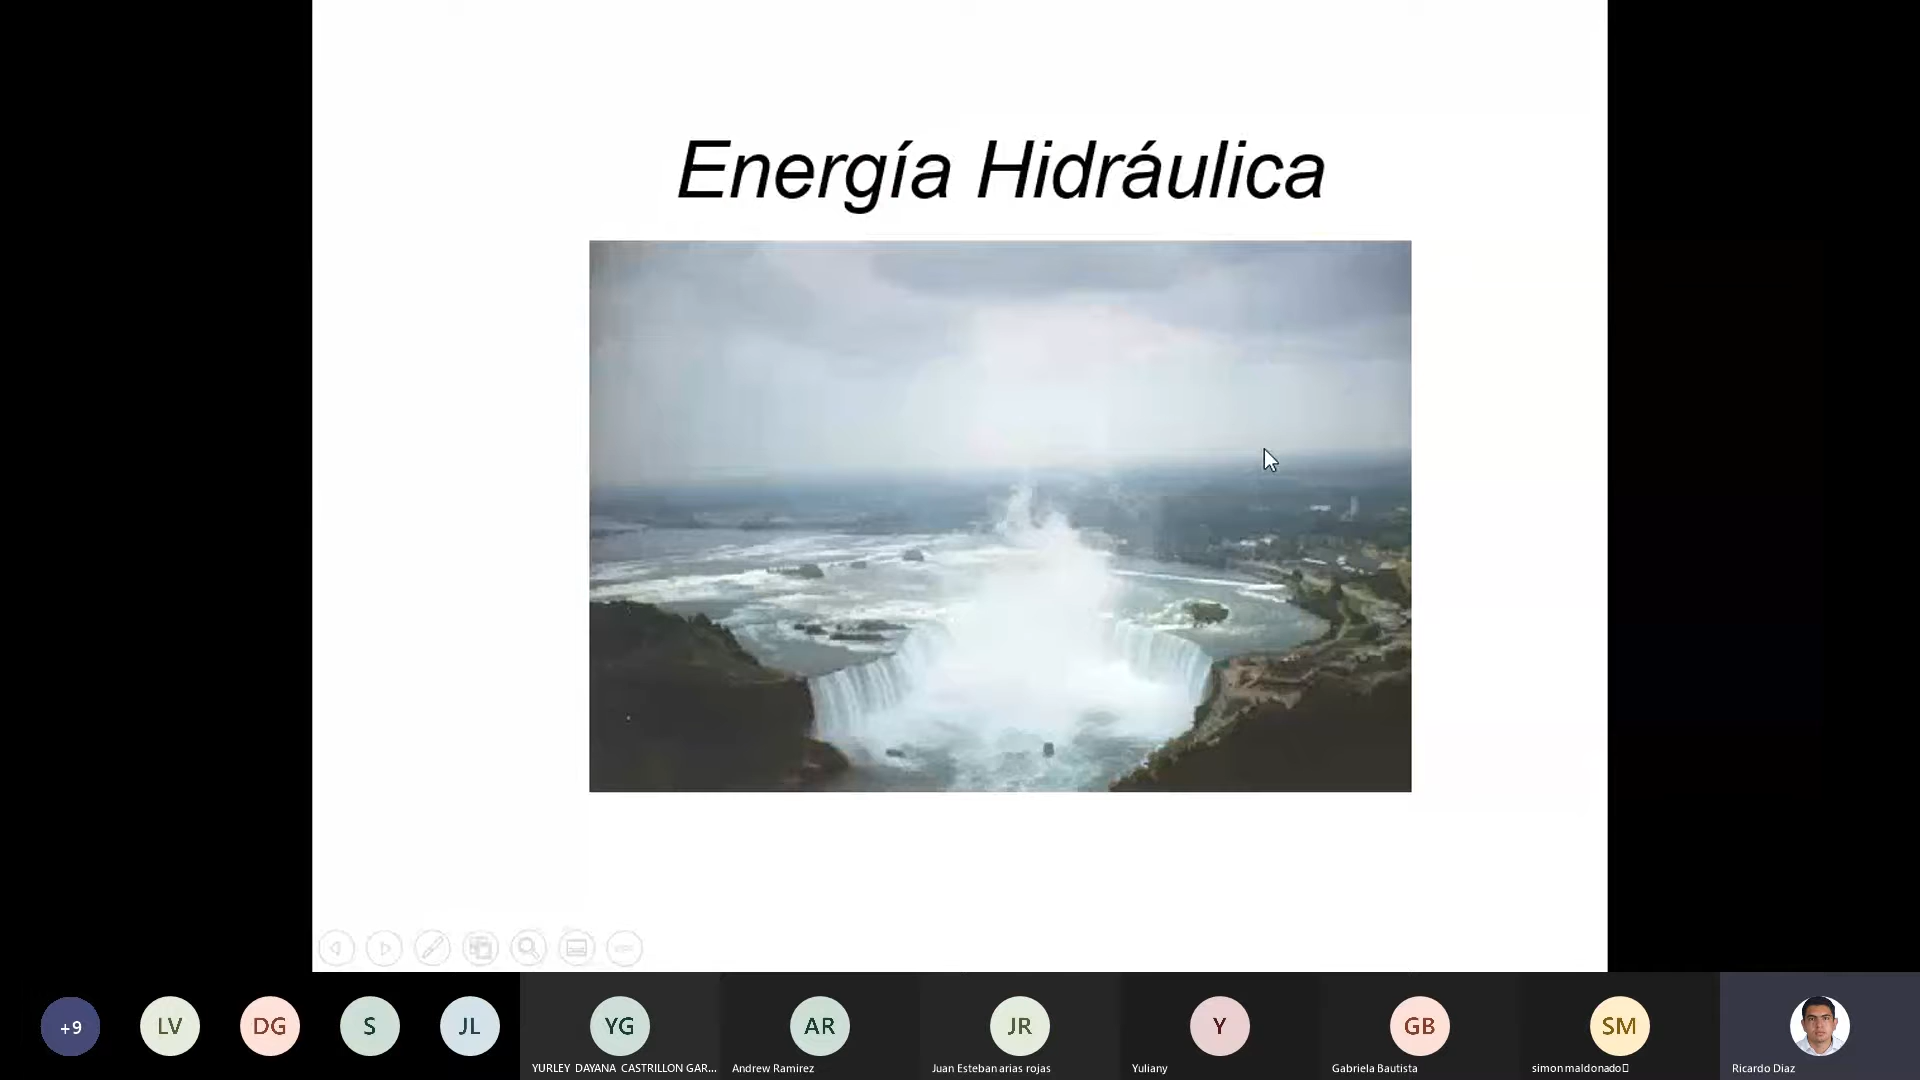 Energía Hidráulica
+9
LV
DG
S
JL
YG
AR
JR
Y
GB
SM
YURLEY DAYANA CASTRILLON GAR...
Andrew Ramirez
Juan Esteban arias rojas
Yuliany
Gabriela Bautista
simon maldonado
Ricardo Diaz